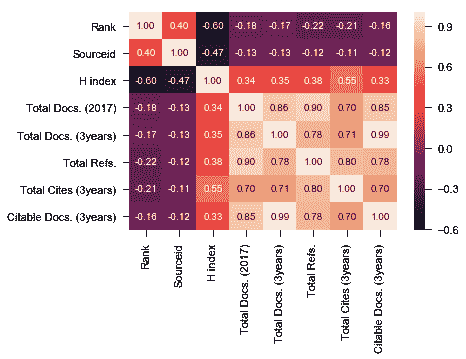 Rank 1.00 0.40 -0.60 -0.18 -0.17 -0.22 -0.21 -0.16
Sourceid 0.40 1.00 -0.47 -0.13 -0.13 -0.12 -0.11 -0.12
H index -0.60 -0.47 1.00 0.34 0.35 0.38 0.55 0.33
Total Docs. (2017) -0.18 -0.13 0.34 1.00 0.86 0.90 0.70 0.85
Total Docs. (3years) -0.17 -0.13 0.35 0.86 1.00 0.78 0.71 0.99
Total Refs. -0.22 -0.12 0.38 0.90 0.78 1.00 0.80 0.78
Total Cites (3years) -0.21 -0.11 0.55 0.70 0.71 0.80 1.00 0.70
Citable Docs. (3years) -0.16 -0.12 0.33 0.85 0.99 0.78 0.70 1.00
Rank
Sourceid
H index
Total Docs. (2017)
Total Docs. (3years)
Total Refs.
Total Cites (3years)
Citable Docs. (3years)
0.9
0.6
0.3
0.0
−0.3
−0.6